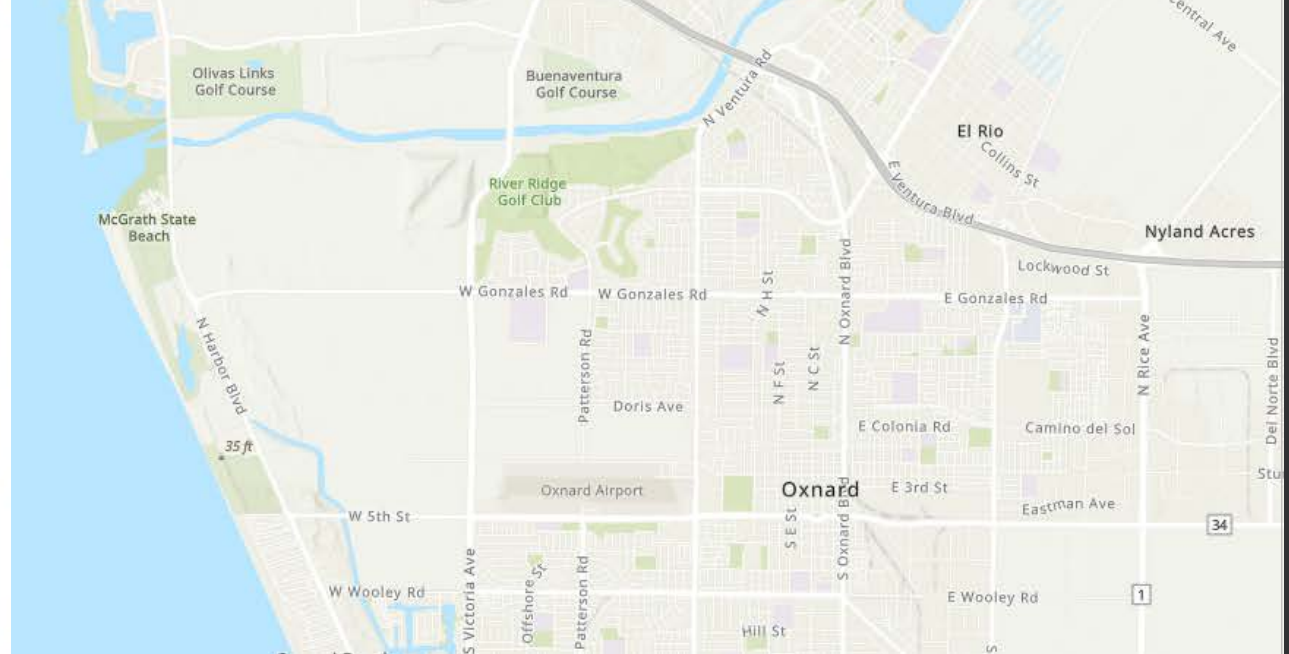 Central Ave
Olivas Links
Golf Course
Buenaventura
Golf Course
N Ventura Rd
El Rio
Collins St
River Ridge
Golf Club
E Ventura Blvd
McGrath State
Beach
Nyland Acres
Lockwood St
W Gonzales Rd
W Gonzales Rd
N H St
N Oxnard Blvd
E Gonzales Rd
N Harbor Blvd
Patterson Rd
N F St
N C St
N Rice Ave
Del Norte Blvd
Doris Ave
E Colonia Rd
Camino del Sol
35 ft
Oxnard Airport
Oxnard
E 3rd St
Eastman Ave
W 5th St
S E St
S Oxnard Blvd
34
S Victoria Ave
Offshore St
Patterson Rd
W Wooley Rd
E Wooley Rd
1
Hill St
S